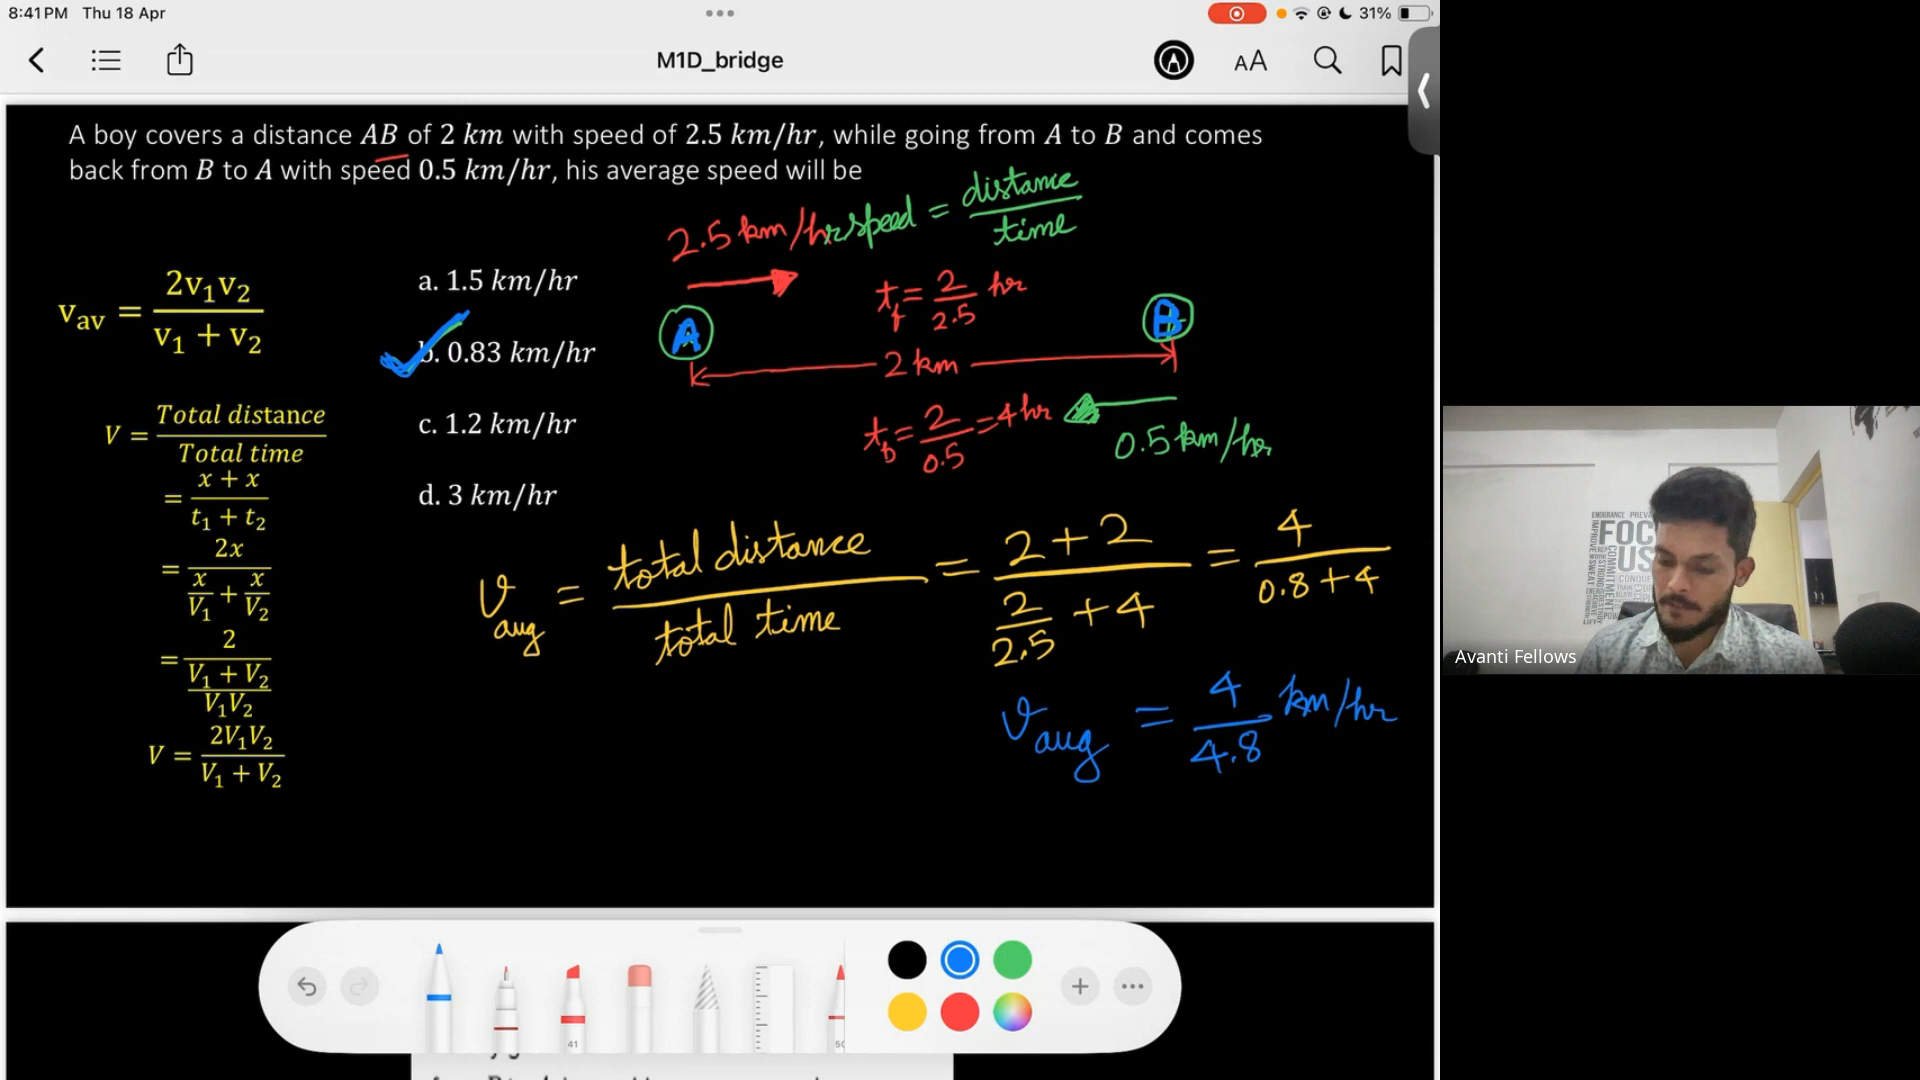 8:41 PM Thu 18 Apr
31%
M1D_bridge
AA
A boy covers a distance AB of 2 km with speed of 2.5 km/hr, while going from A to B and comes
back from B to A with speed 0.5 km/hr, his average speed will be
2.5 km/hr
speed = distance / time
v_av = 2v₁v₂ / (v₁ + v₂)
a. 1.5 km/hr
b. 0.83 km/hr
c. 1.2 km/hr
d. 3 km/hr
t_f = 2/2.5 hr
A
B
2 km
t_b = 2/0.5 = 4 hr
0.5 km/hr
V = Total distance / Total time
= (x + x) / (t₁ + t₂)
= 2x / (x/V₁ + x/V₂)
= 2 / ((V₁ + V₂)/V₁V₂)
V = 2V₁V₂ / (V₁ + V₂)
v_avg = total distance / total time = (2 + 2) / (2/2.5 + 4) = 4 / (0.8 + 4)
v_avg = 4/4.8 km/hr
FOC
US
Avanti Fellows
41